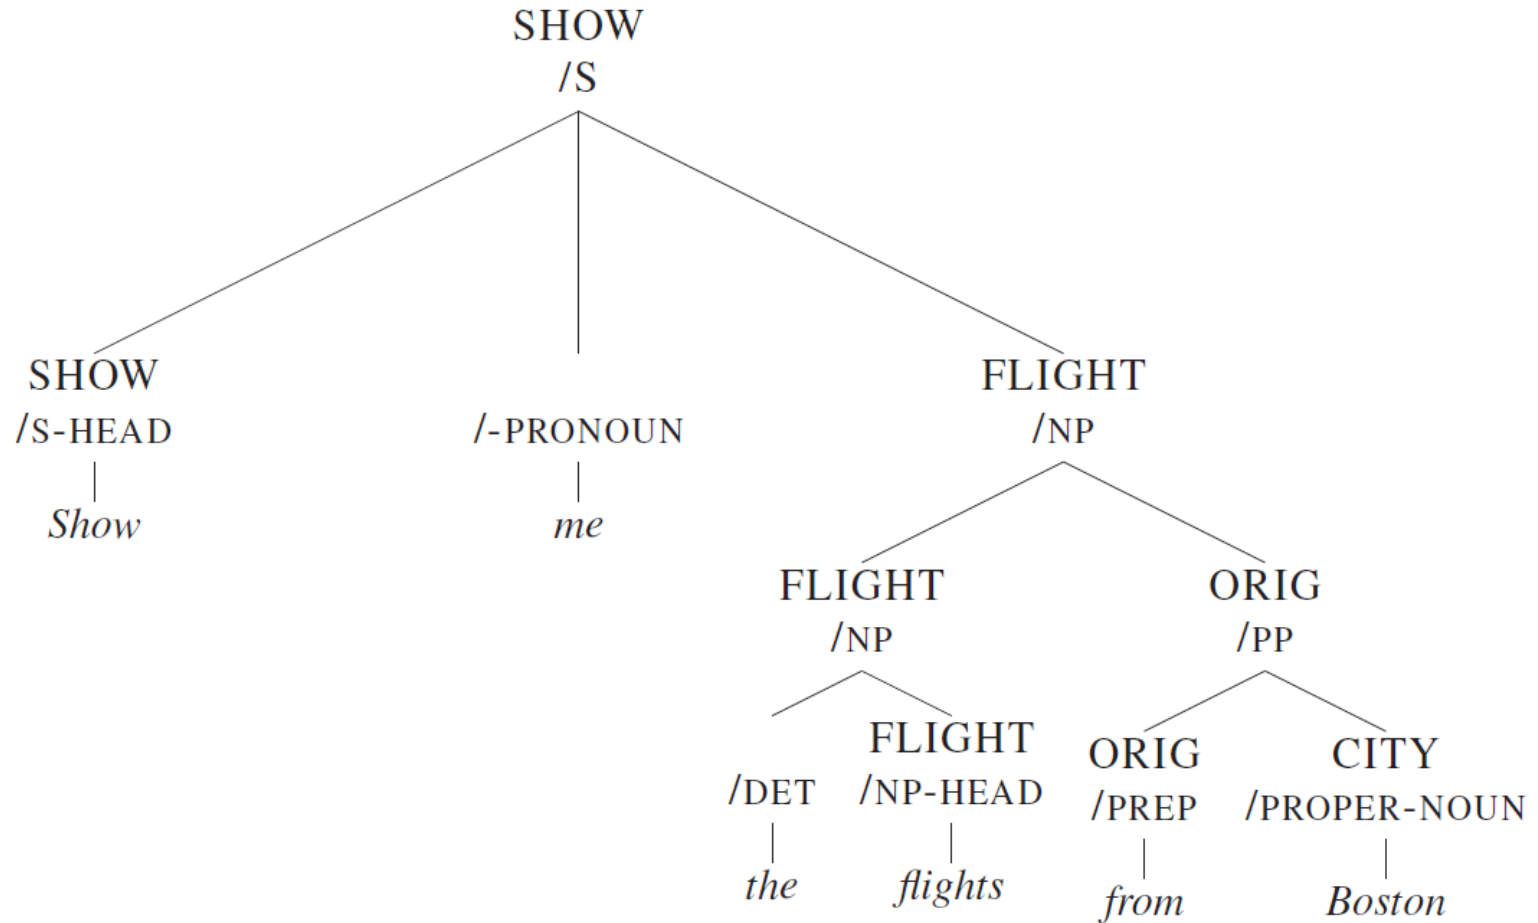 SHOW
/S
SHOW
/S-HEAD
Show
/-PRONOUN
me
FLIGHT
/NP
FLIGHT
/NP
ORIG
/PP
/DET
the
FLIGHT
/NP-HEAD
flights
ORIG
/PREP
from
CITY
/PROPER-NOUN
Boston